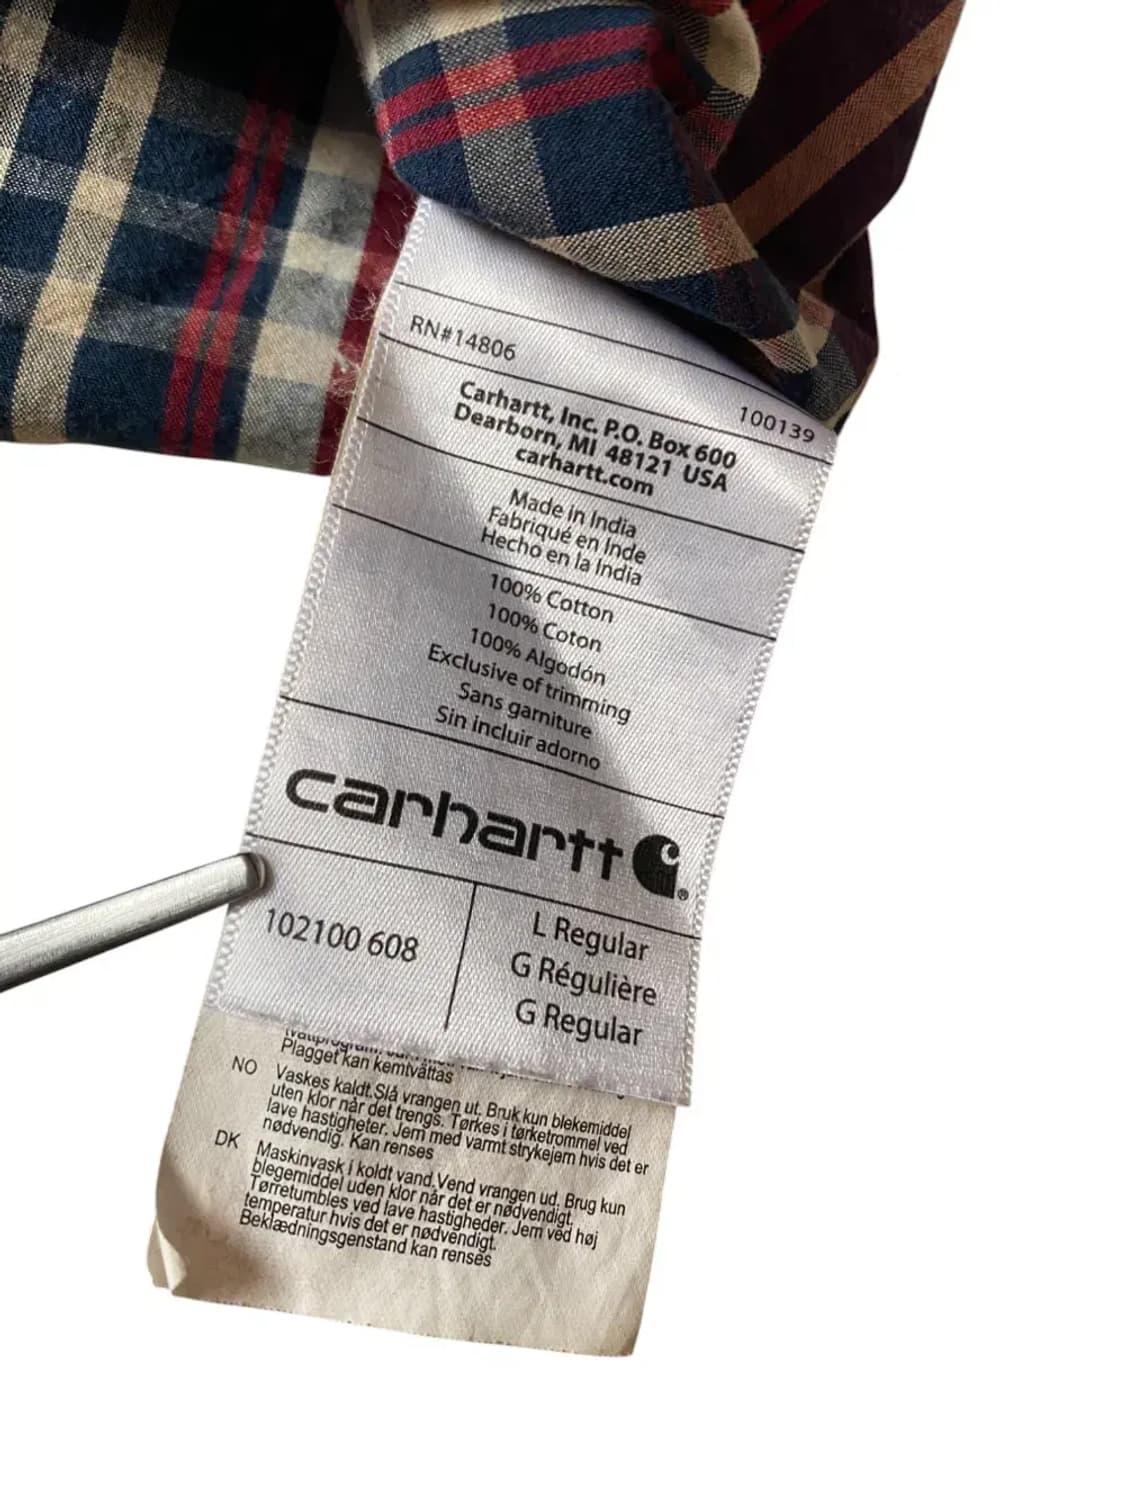 RN#14806
100139
Carhartt, Inc. P.O. Box 600
Dearborn, MI 48121 USA
carhartt.com
Made in India
Fabriqué en Inde
Hecho en la India
100% Cotton
100% Coton
100% Algodón
Exclusive of trimming
Sans garniture
Sin incluir adorno
carhartt
102100 608
L Regular
G Régulière
G Regular
Plagget kan kemtvättas
NO Vaskes kaldt.Slå vrangen ut. Bruk kun blekemiddel
uten klor når det trengs. Tørkes i tørketrommel ved
lave hastigheter. Jern med varmt strykejern hvis det er
nødvendig. Kan renses
DK Maskinvask i koldt vand.Vend vrangen ud. Brug kun
blegemiddel uden klor når det er nødvendigt.
Tørretumbles ved lave hastigheder. Jern ved høj
temperatur hvis det er nødvendigt.
Beklædningsgenstand kan renses